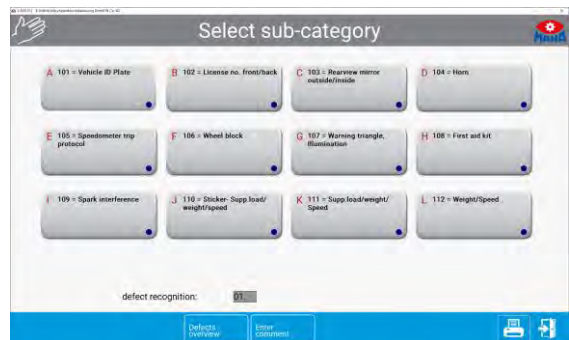 Select sub-category
MAHA
A 101 = Vehicle ID Plate
B 102 = License no. front/back
C 103 = Rearview mirror
outside/inside
D 104 = Horn
E 105 = Speedometer trip
protocol
F 106 = Wheel block
G 107 = Warning triangle,
Illumination
H 108 = First aid kit
I 109 = Spark interference
J 110 = Sticker- Supp.load/
weight/speed
K 111 = Supp.load/weight/
Speed
L 112 = Weight/Speed
defect recognition: 01
Defects
overview
Enter
comment